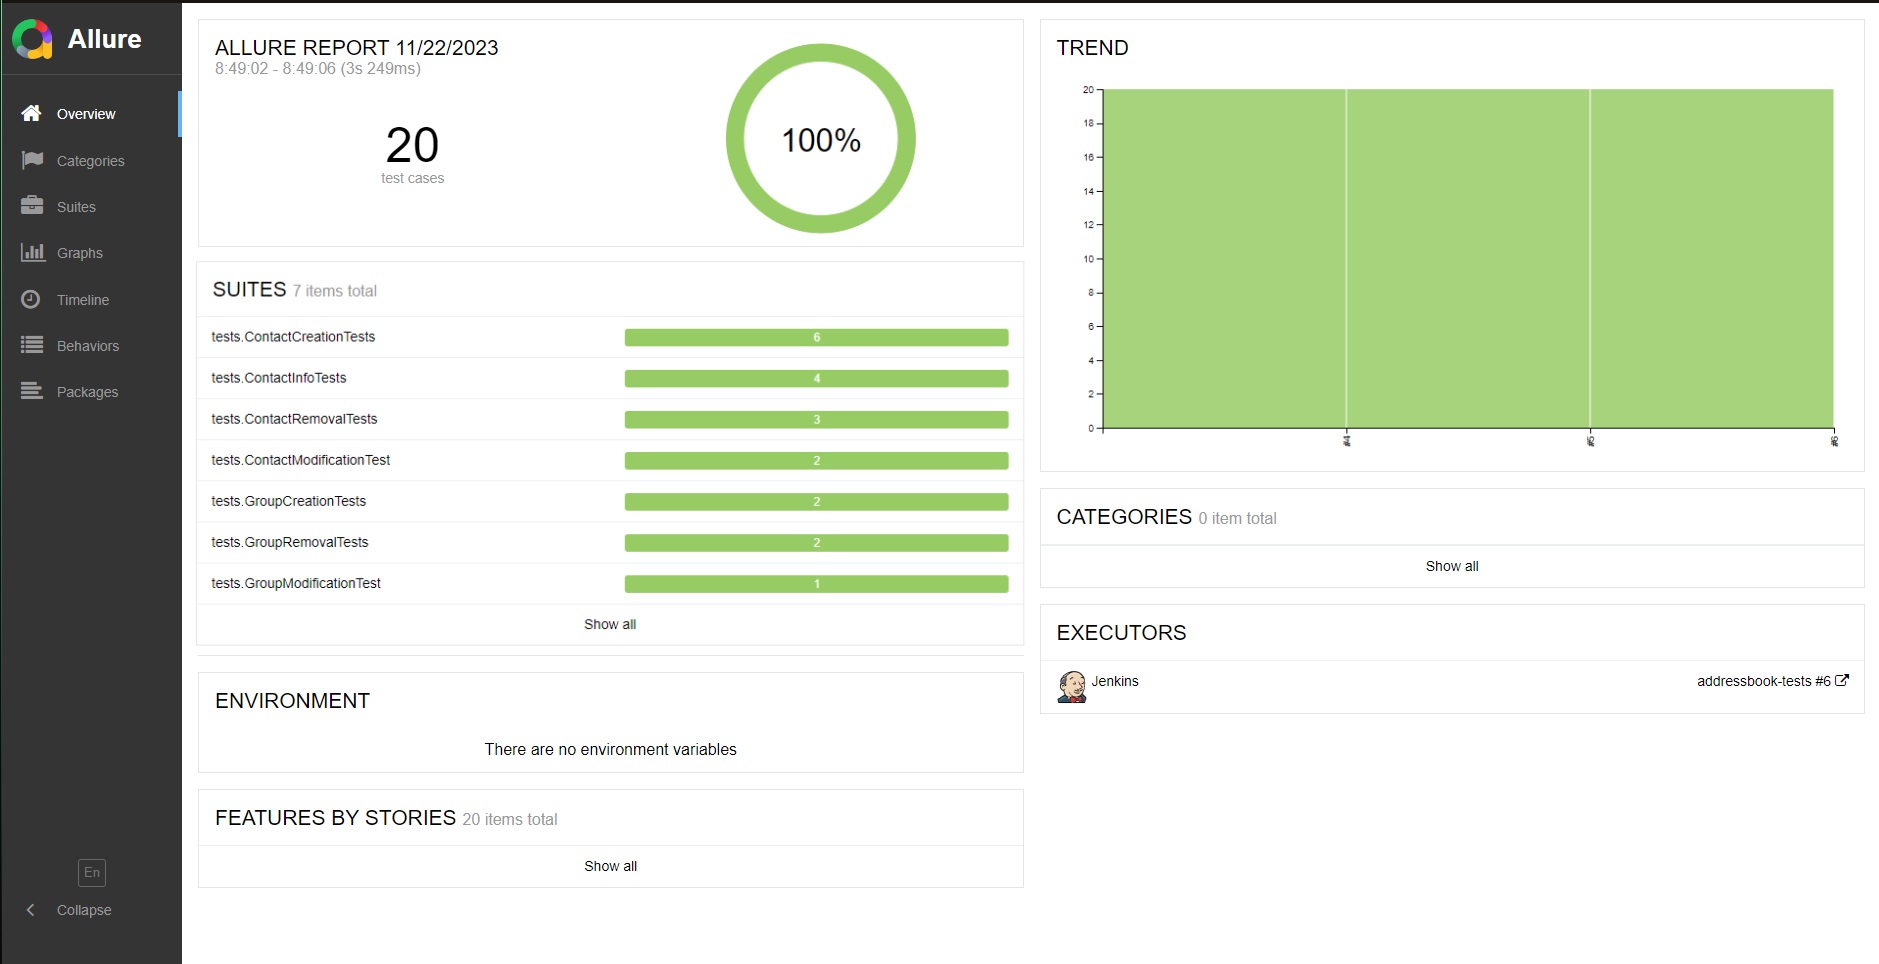 Allure
Overview
Categories
Suites
Graphs
Timeline
Behaviors
Packages
En
Collapse
ALLURE REPORT 11/22/2023
8:49:02 - 8:49:06 (3s 249ms)
20
test cases
100%
SUITES 7 items total
tests.ContactCreationTests 6
tests.ContactInfoTests 4
tests.ContactRemovalTests 3
tests.ContactModificationTest 2
tests.GroupCreationTests 2
tests.GroupRemovalTests 2
tests.GroupModificationTest 1
Show all
ENVIRONMENT
There are no environment variables
FEATURES BY STORIES 20 items total
Show all
TREND
20
18
16
14
12
10
8
6
4
2
0
#4 #5 #6
CATEGORIES 0 item total
Show all
EXECUTORS
Jenkins addressbook-tests #6